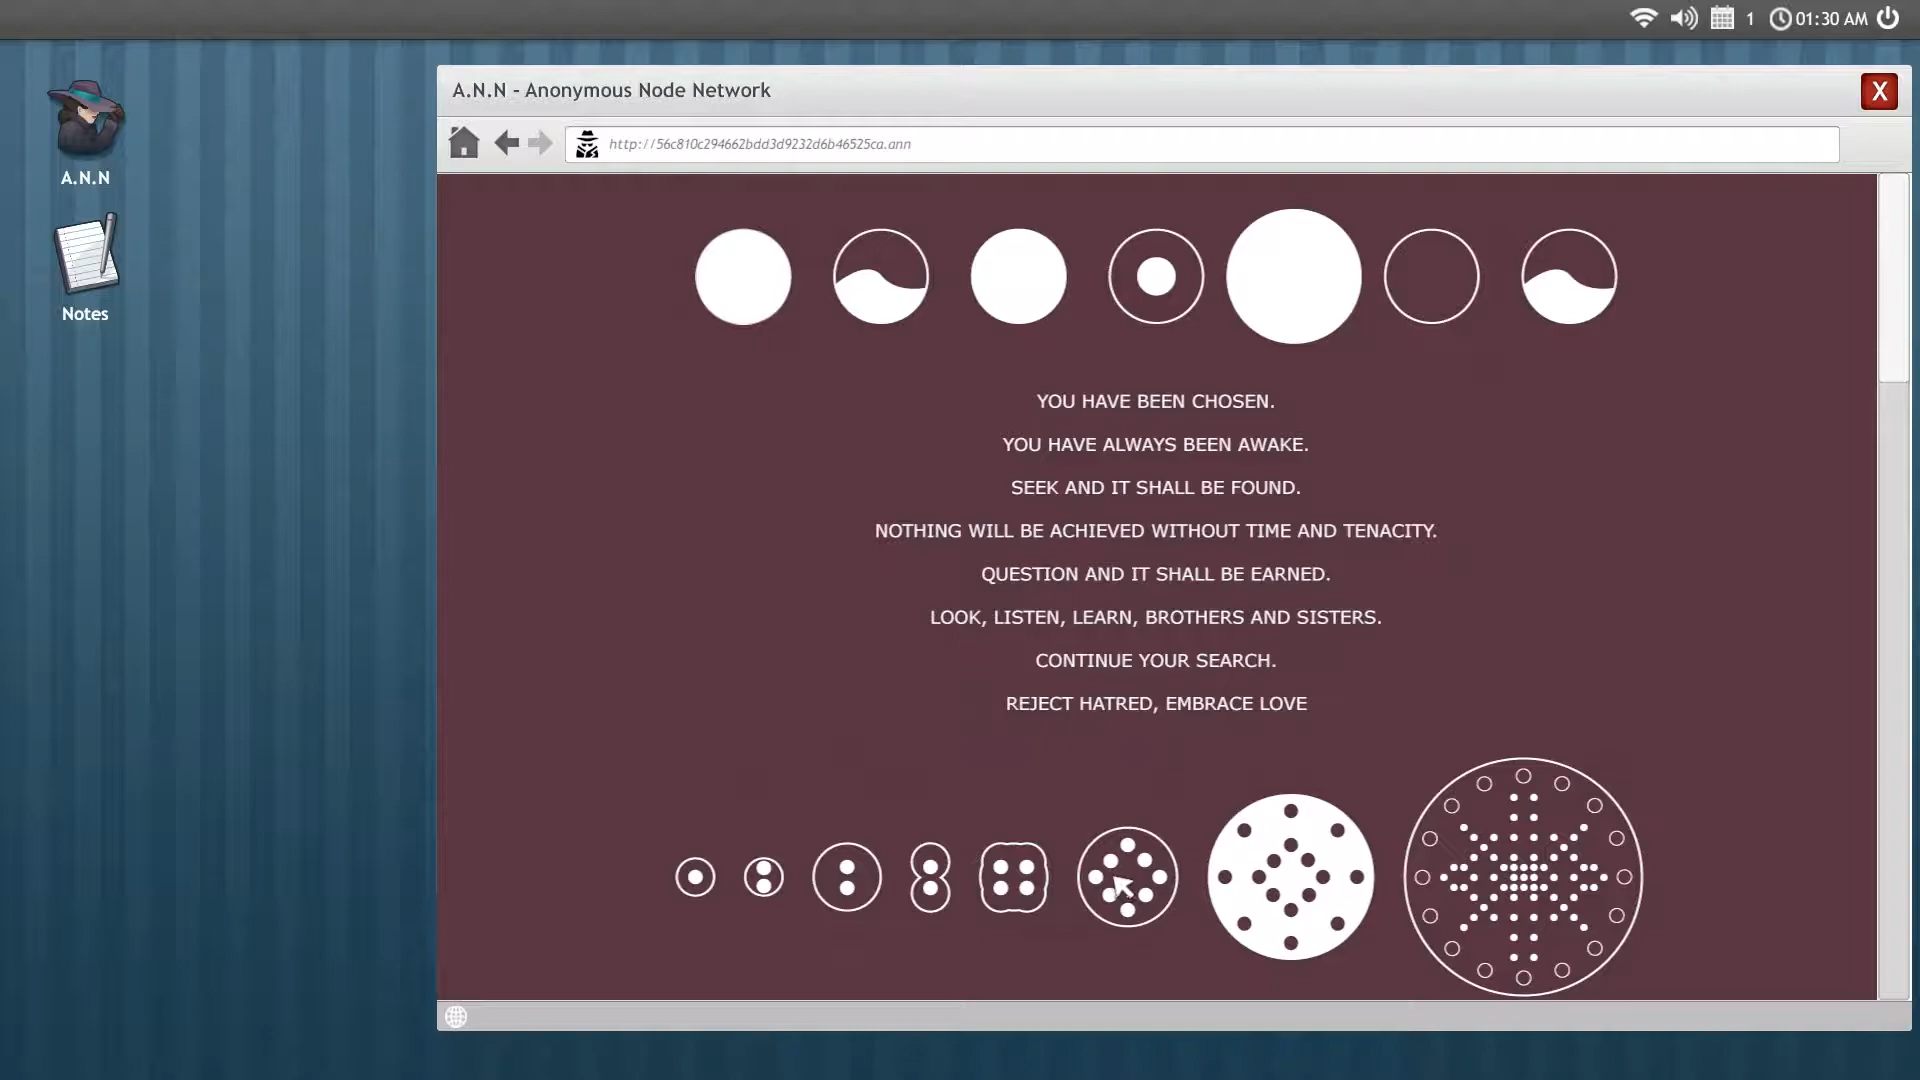 1
01:30 AM
A.N.N - Anonymous Node Network
X
http://56c810c294662bdd3d9232d6b46525ca.ann
A.N.N
Notes
YOU HAVE BEEN CHOSEN.
YOU HAVE ALWAYS BEEN AWAKE.
SEEK AND IT SHALL BE FOUND.
NOTHING WILL BE ACHIEVED WITHOUT TIME AND TENACITY.
QUESTION AND IT SHALL BE EARNED.
LOOK, LISTEN, LEARN, BROTHERS AND SISTERS.
CONTINUE YOUR SEARCH.
REJECT HATRED, EMBRACE LOVE